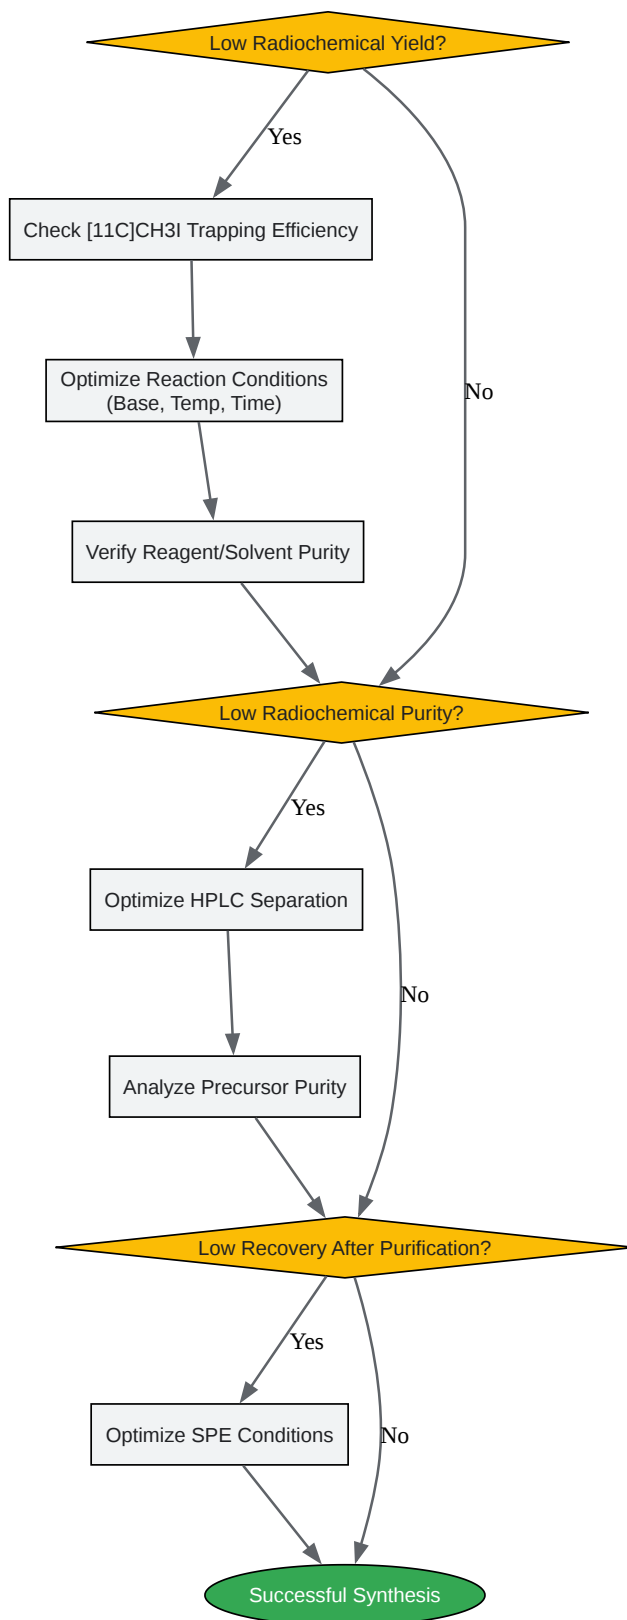 Low Radiochemical Yield?
Yes
Check [11C]CH3I Trapping Efficiency
Optimize Reaction Conditions
(Base, Temp, Time)
No
Verify Reagent/Solvent Purity
Low Radiochemical Purity?
Yes
Optimize HPLC Separation
No
Analyze Precursor Purity
Low Recovery After Purification?
Yes
Optimize SPE Conditions
No
Successful Synthesis